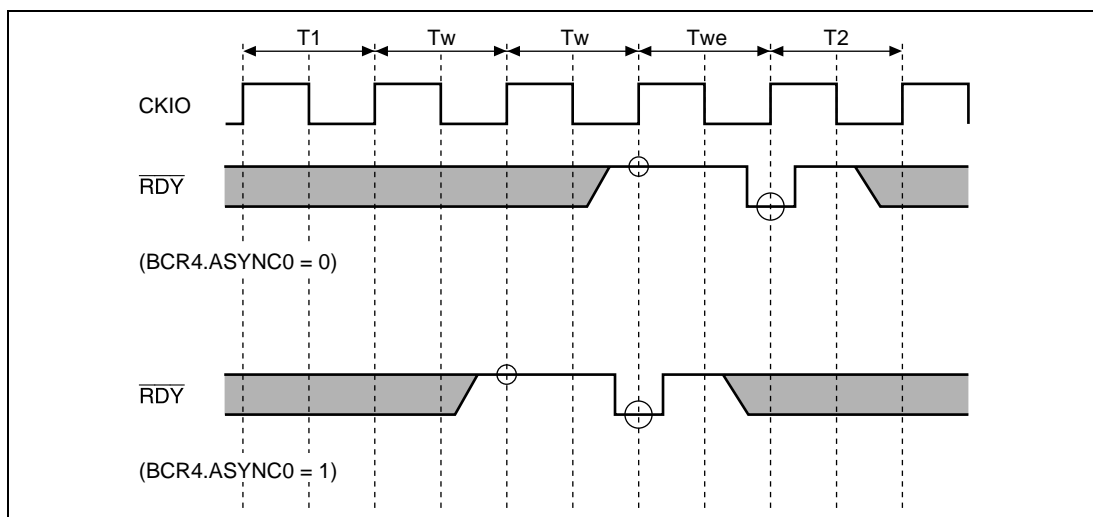 T1 Tw Tw Twe T2
CKIO
RDY
(BCR4.ASYNC0 = 0)
RDY
(BCR4.ASYNC0 = 1)